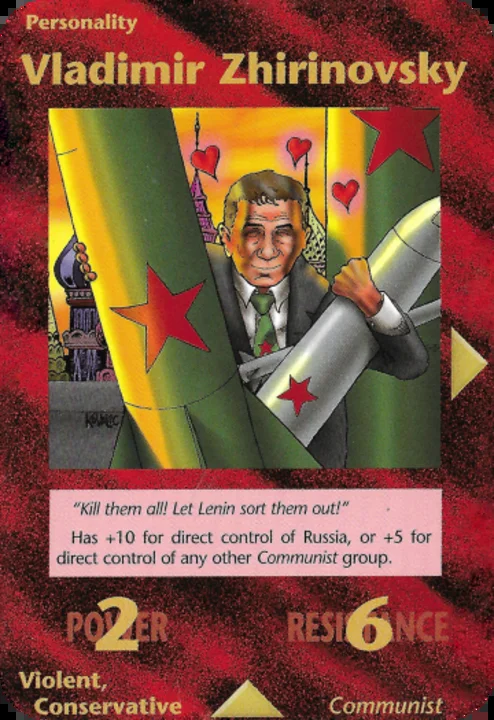 Personality
Vladimir Zhirinovsky
"Kill them all! Let Lenin sort them out!"
Has +10 for direct control of Russia, or +5 for
direct control of any other Communist group.
POWER 2
RESISTANCE 6
Violent,
Conservative
Communist